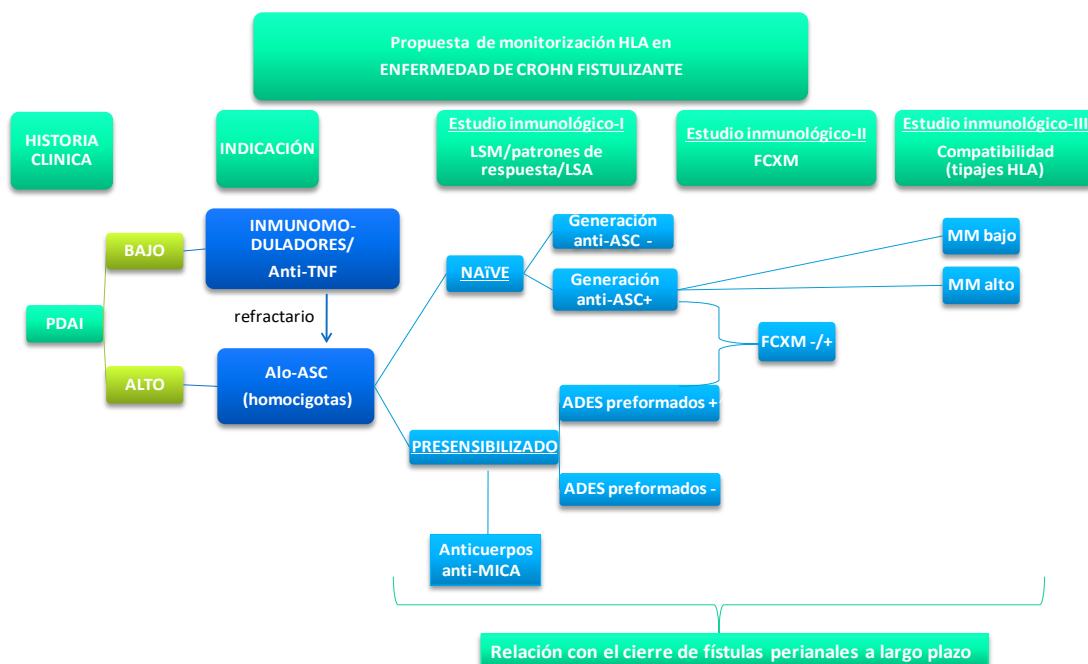 Propuesta de monitorización HLA en
ENFERMEDAD DE CROHN FISTULIZANTE
HISTORIA
CLINICA
INDICACIÓN
Estudio inmunológico-I
LSM/patrones de
respuesta/LSA
Estudio inmunológico-II
FCXM
Estudio inmunológico-III
Compatibilidad
(tipajes HLA)
PDAI
BAJO
ALTO
INMUNOMO-
DULADORES/
Anti-TNF
refractario
Alo-ASC
(homocigotas)
NAïVE
Generación
anti-ASC -
Generación
anti-ASC+
MM bajo
MM alto
FCXM -/+
PRESENSIBILIZADO
ADES preformados +
ADES preformados -
Anticuerpos
anti-MICA
Relación con el cierre de fístulas perianales a largo plazo